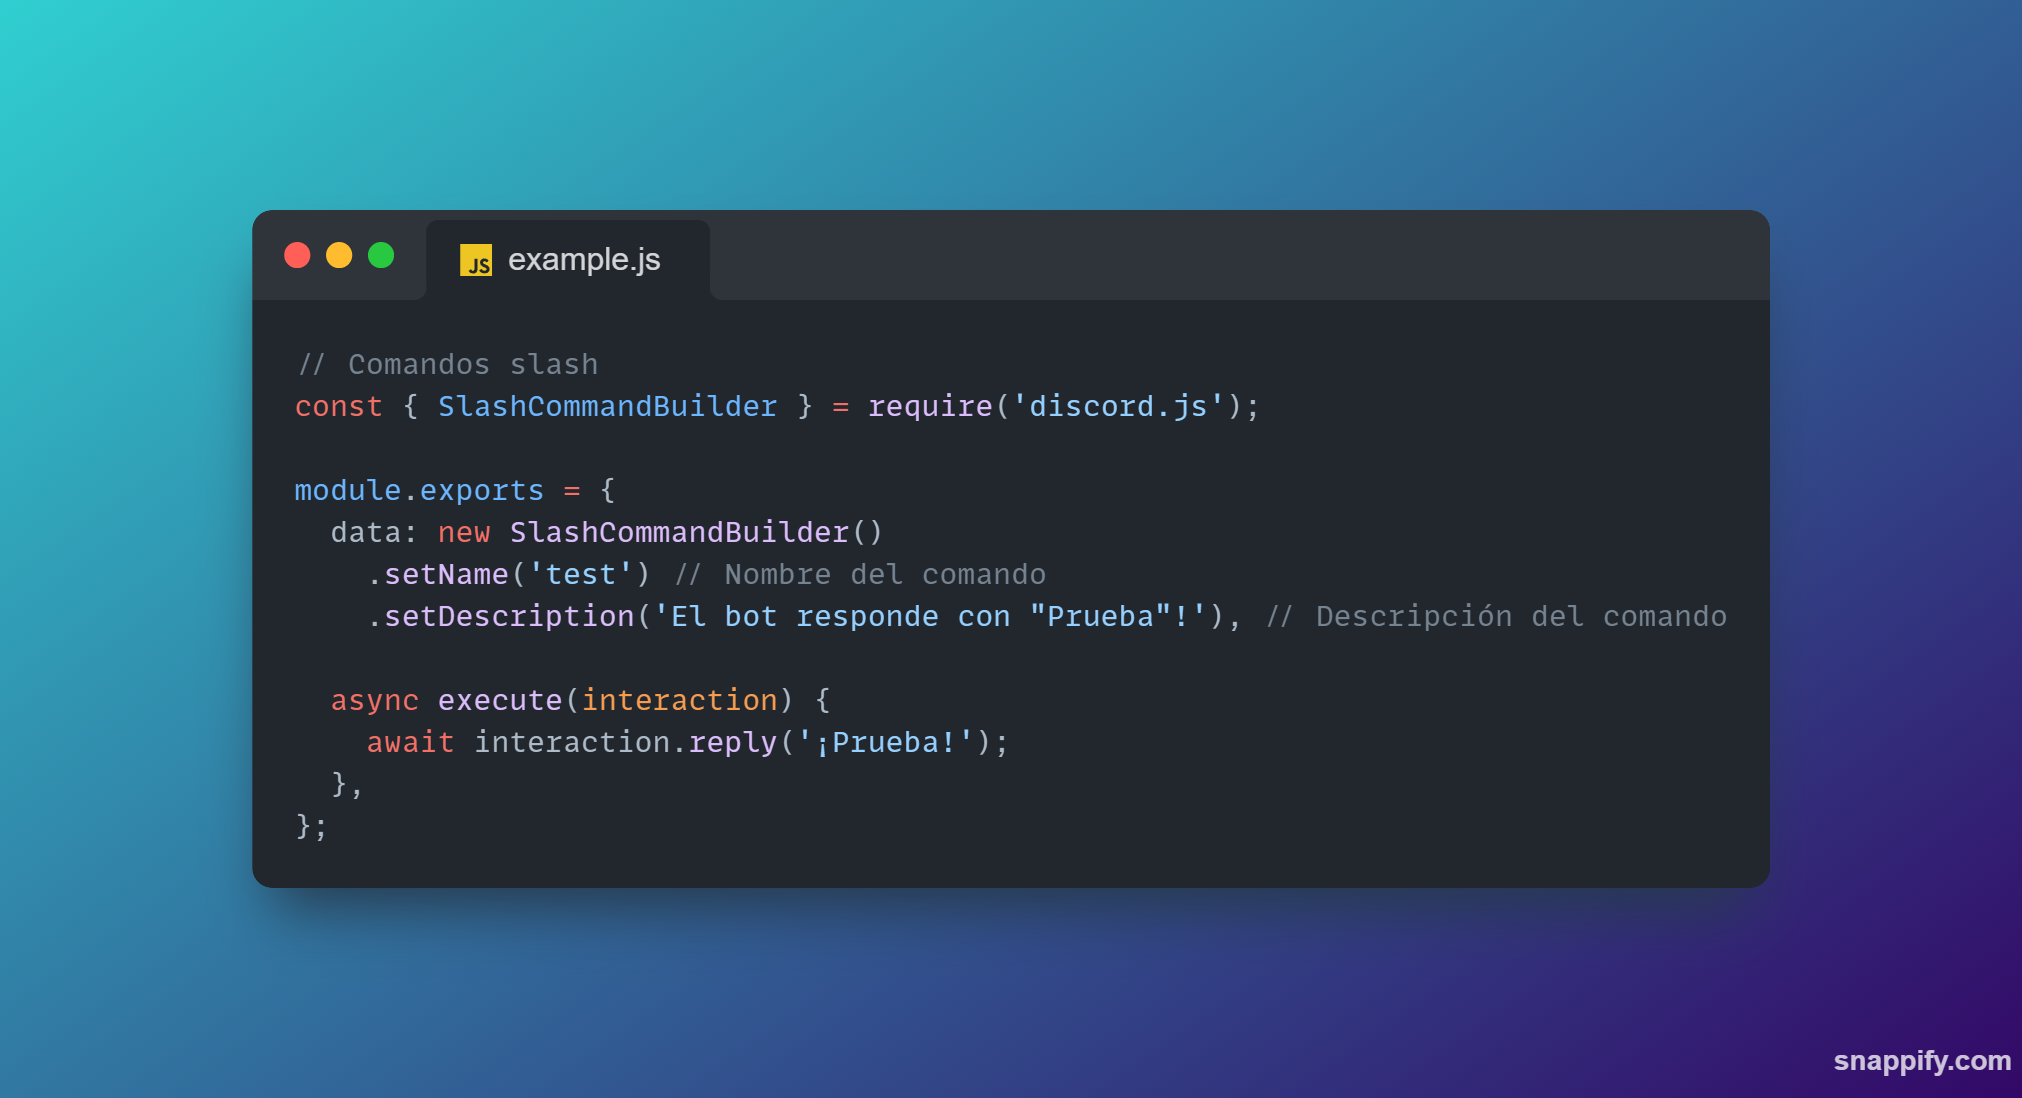 JS example.js
// Comandos slash
const { SlashCommandBuilder } = require('discord.js');
module.exports = {
  data: new SlashCommandBuilder()
    .setName('test') // Nombre del comando
    .setDescription('El bot responde con "Prueba"!'), // Descripción del comando
  async execute(interaction) {
    await interaction.reply('¡Prueba!');
  },
};
snappify.com